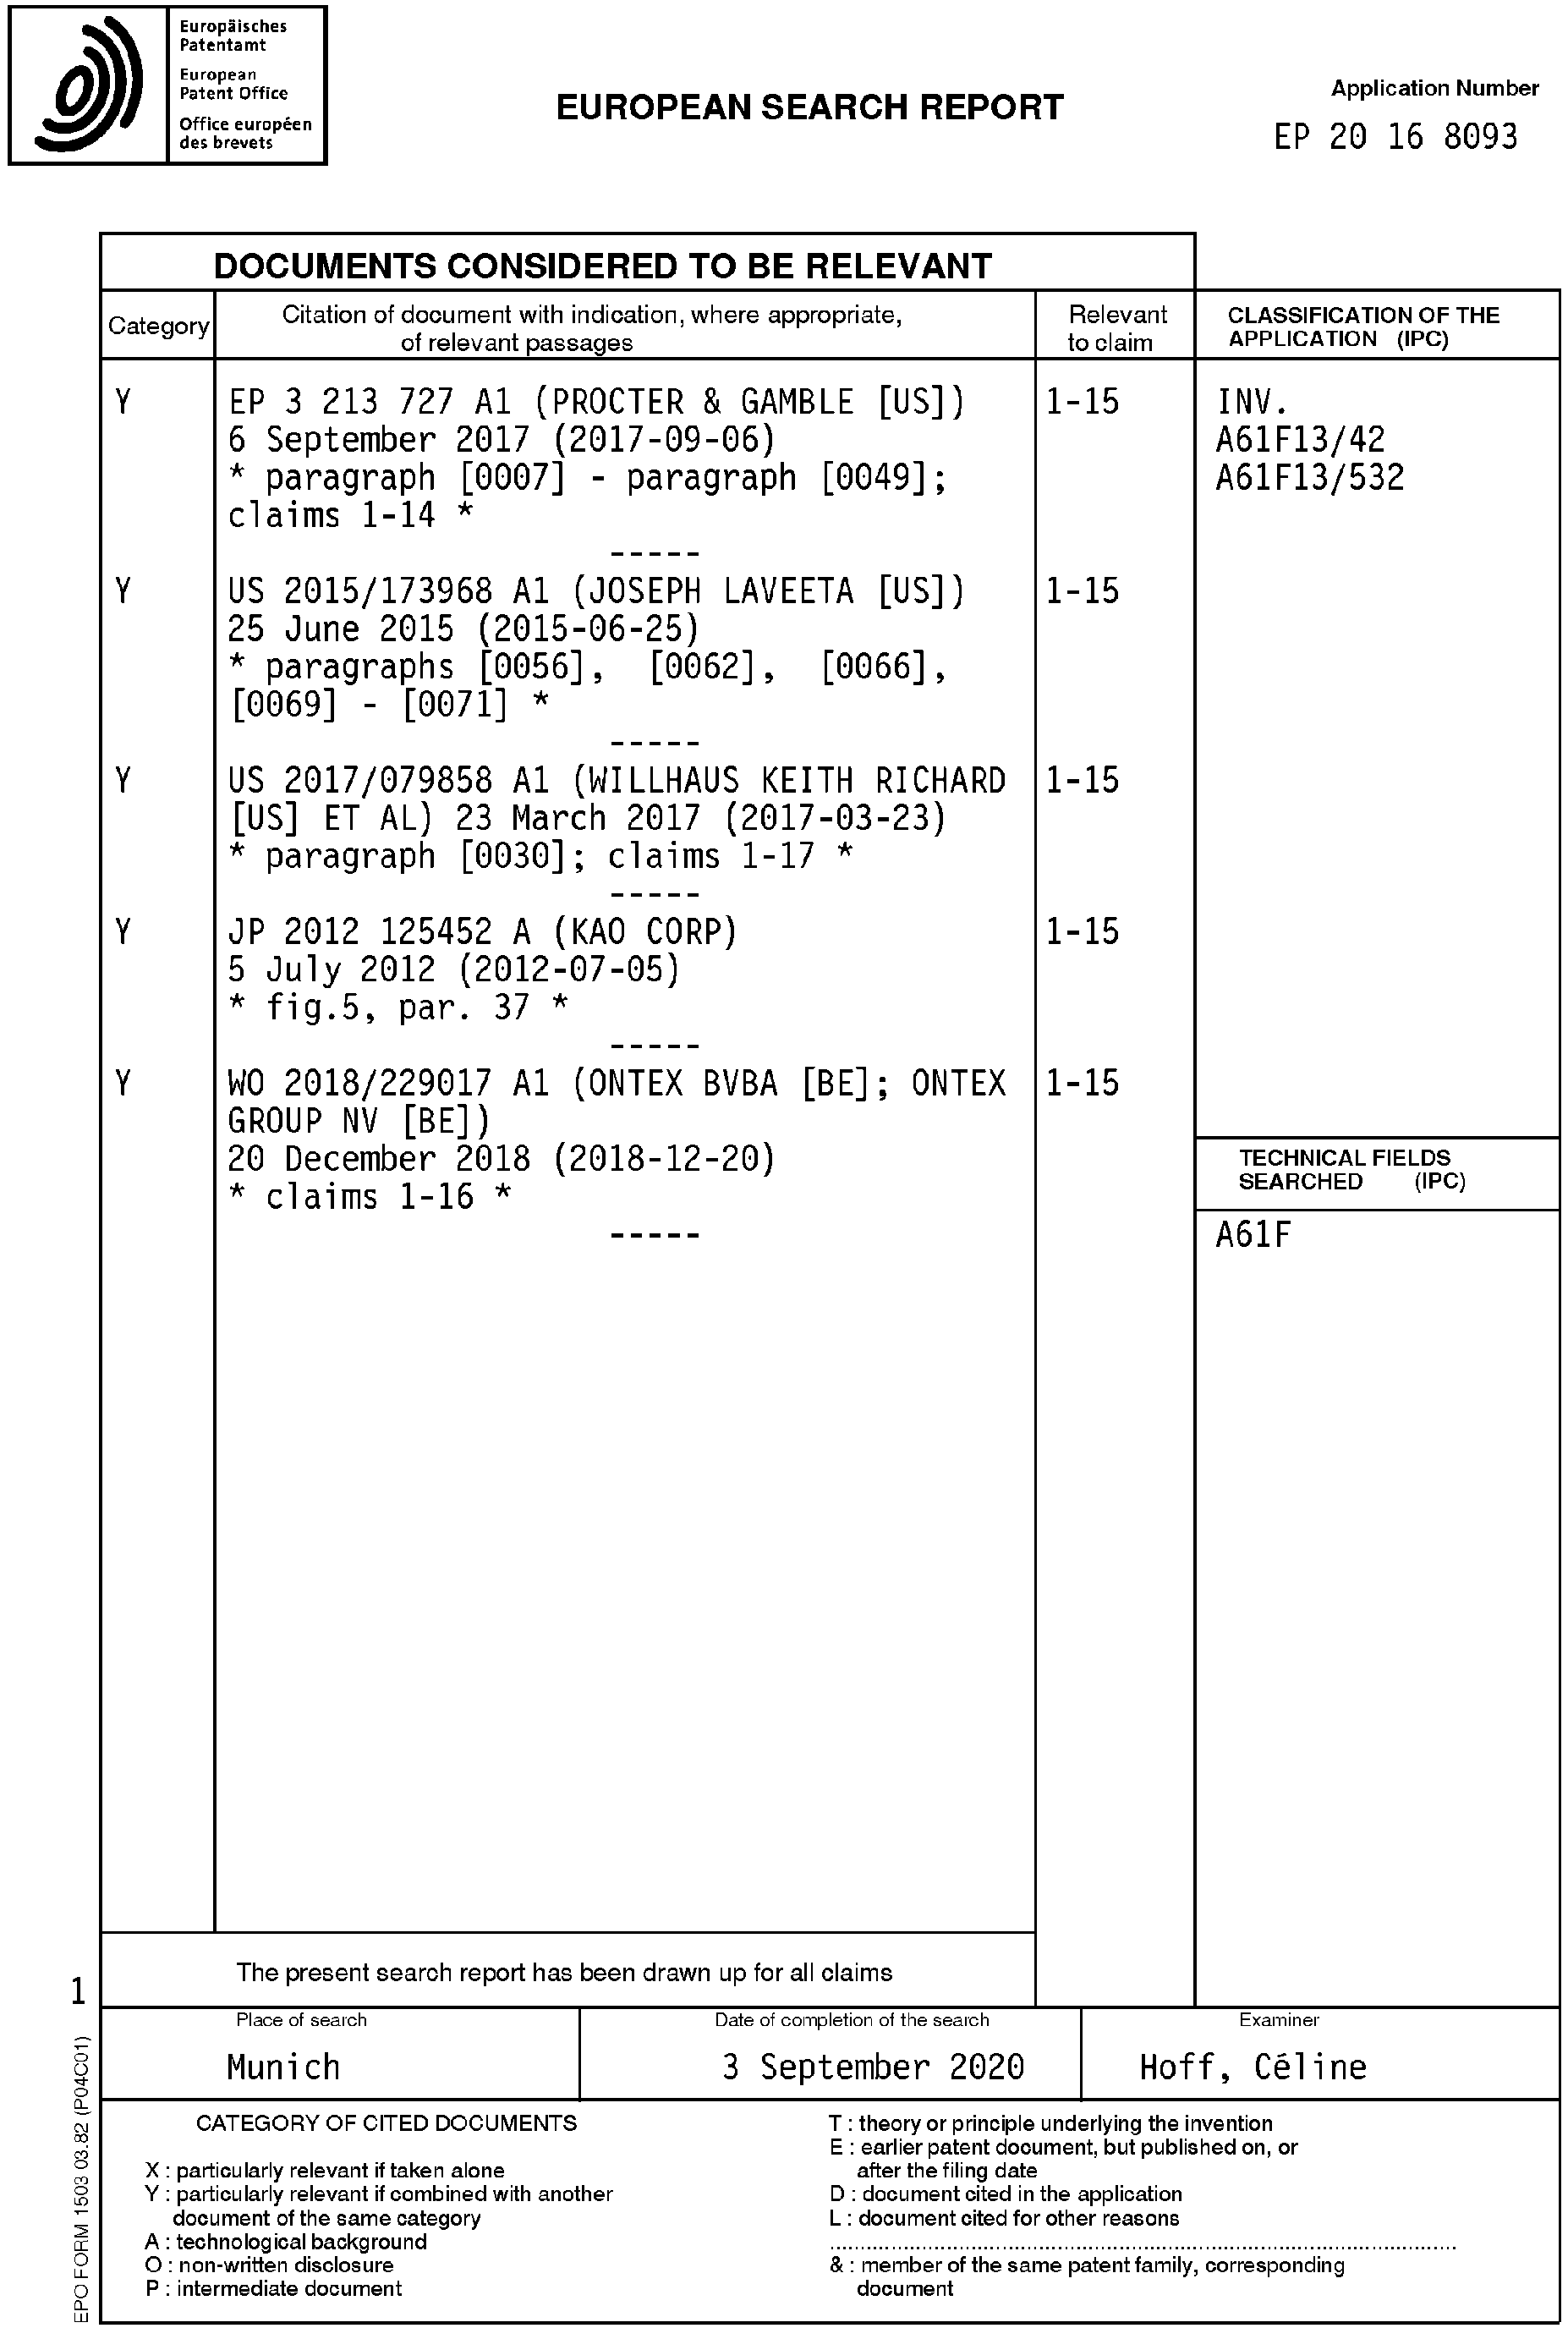 Europäisches
Patentamt
European
Patent Office
Office européen
des brevets
EUROPEAN SEARCH REPORT
Application Number
EP 20 16 8093
DOCUMENTS CONSIDERED TO BE RELEVANT
Category
Citation of document with indication, where appropriate,
of relevant passages
Relevant
to claim
CLASSIFICATION OF THE
APPLICATION (IPC)
Y EP 3 213 727 A1 (PROCTER & GAMBLE [US]) 1-15
6 September 2017 (2017-09-06)
* paragraph [0007] - paragraph [0049];
claims 1-14 *
-----
Y US 2015/173968 A1 (JOSEPH LAVEETA [US]) 1-15
25 June 2015 (2015-06-25)
* paragraphs [0056], [0062], [0066],
[0069] - [0071] *
-----
Y US 2017/079858 A1 (WILLHAUS KEITH RICHARD 1-15
[US] ET AL) 23 March 2017 (2017-03-23)
* paragraph [0030]; claims 1-17 *
-----
Y JP 2012 125452 A (KAO CORP) 1-15
5 July 2012 (2012-07-05)
* fig.5, par. 37 *
-----
Y WO 2018/229017 A1 (ONTEX BVBA [BE]; ONTEX 1-15
GROUP NV [BE])
20 December 2018 (2018-12-20)
* claims 1-16 *
-----
INV.
A61F13/42
A61F13/532
TECHNICAL FIELDS
SEARCHED (IPC)
A61F
The present search report has been drawn up for all claims
1
Place of search
Munich
Date of completion of the search
3 September 2020
Examiner
Hoff, Céline
CATEGORY OF CITED DOCUMENTS
X : particularly relevant if taken alone
Y : particularly relevant if combined with another
document of the same category
A : technological background
O : non-written disclosure
P : intermediate document
T : theory or principle underlying the invention
E : earlier patent document, but published on, or
after the filing date
D : document cited in the application
L : document cited for other reasons
& : member of the same patent family, corresponding
document
EPO FORM 1503 03.82 (P04C01)